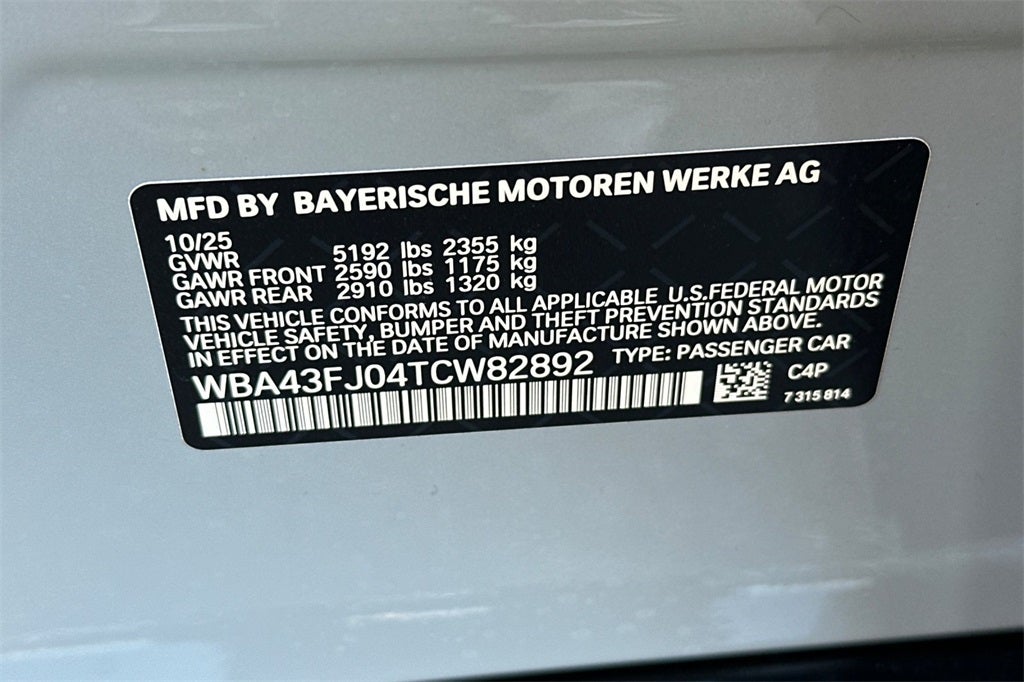 MFD BY BAYERISCHE MOTOREN WERKE AG
10/25
GVWR 5192 lbs 2355 kg
GAWR FRONT 2590 lbs 1175 kg
GAWR REAR 2910 lbs 1320 kg
THIS VEHICLE CONFORMS TO ALL APPLICABLE U.S.FEDERAL MOTOR
VEHICLE SAFETY, BUMPER AND THEFT PREVENTION STANDARDS
IN EFFECT ON THE DATE OF MANUFACTURE SHOWN ABOVE.
WBA43FJ04TCW82892 TYPE: PASSENGER CAR
C4P
7 315 814